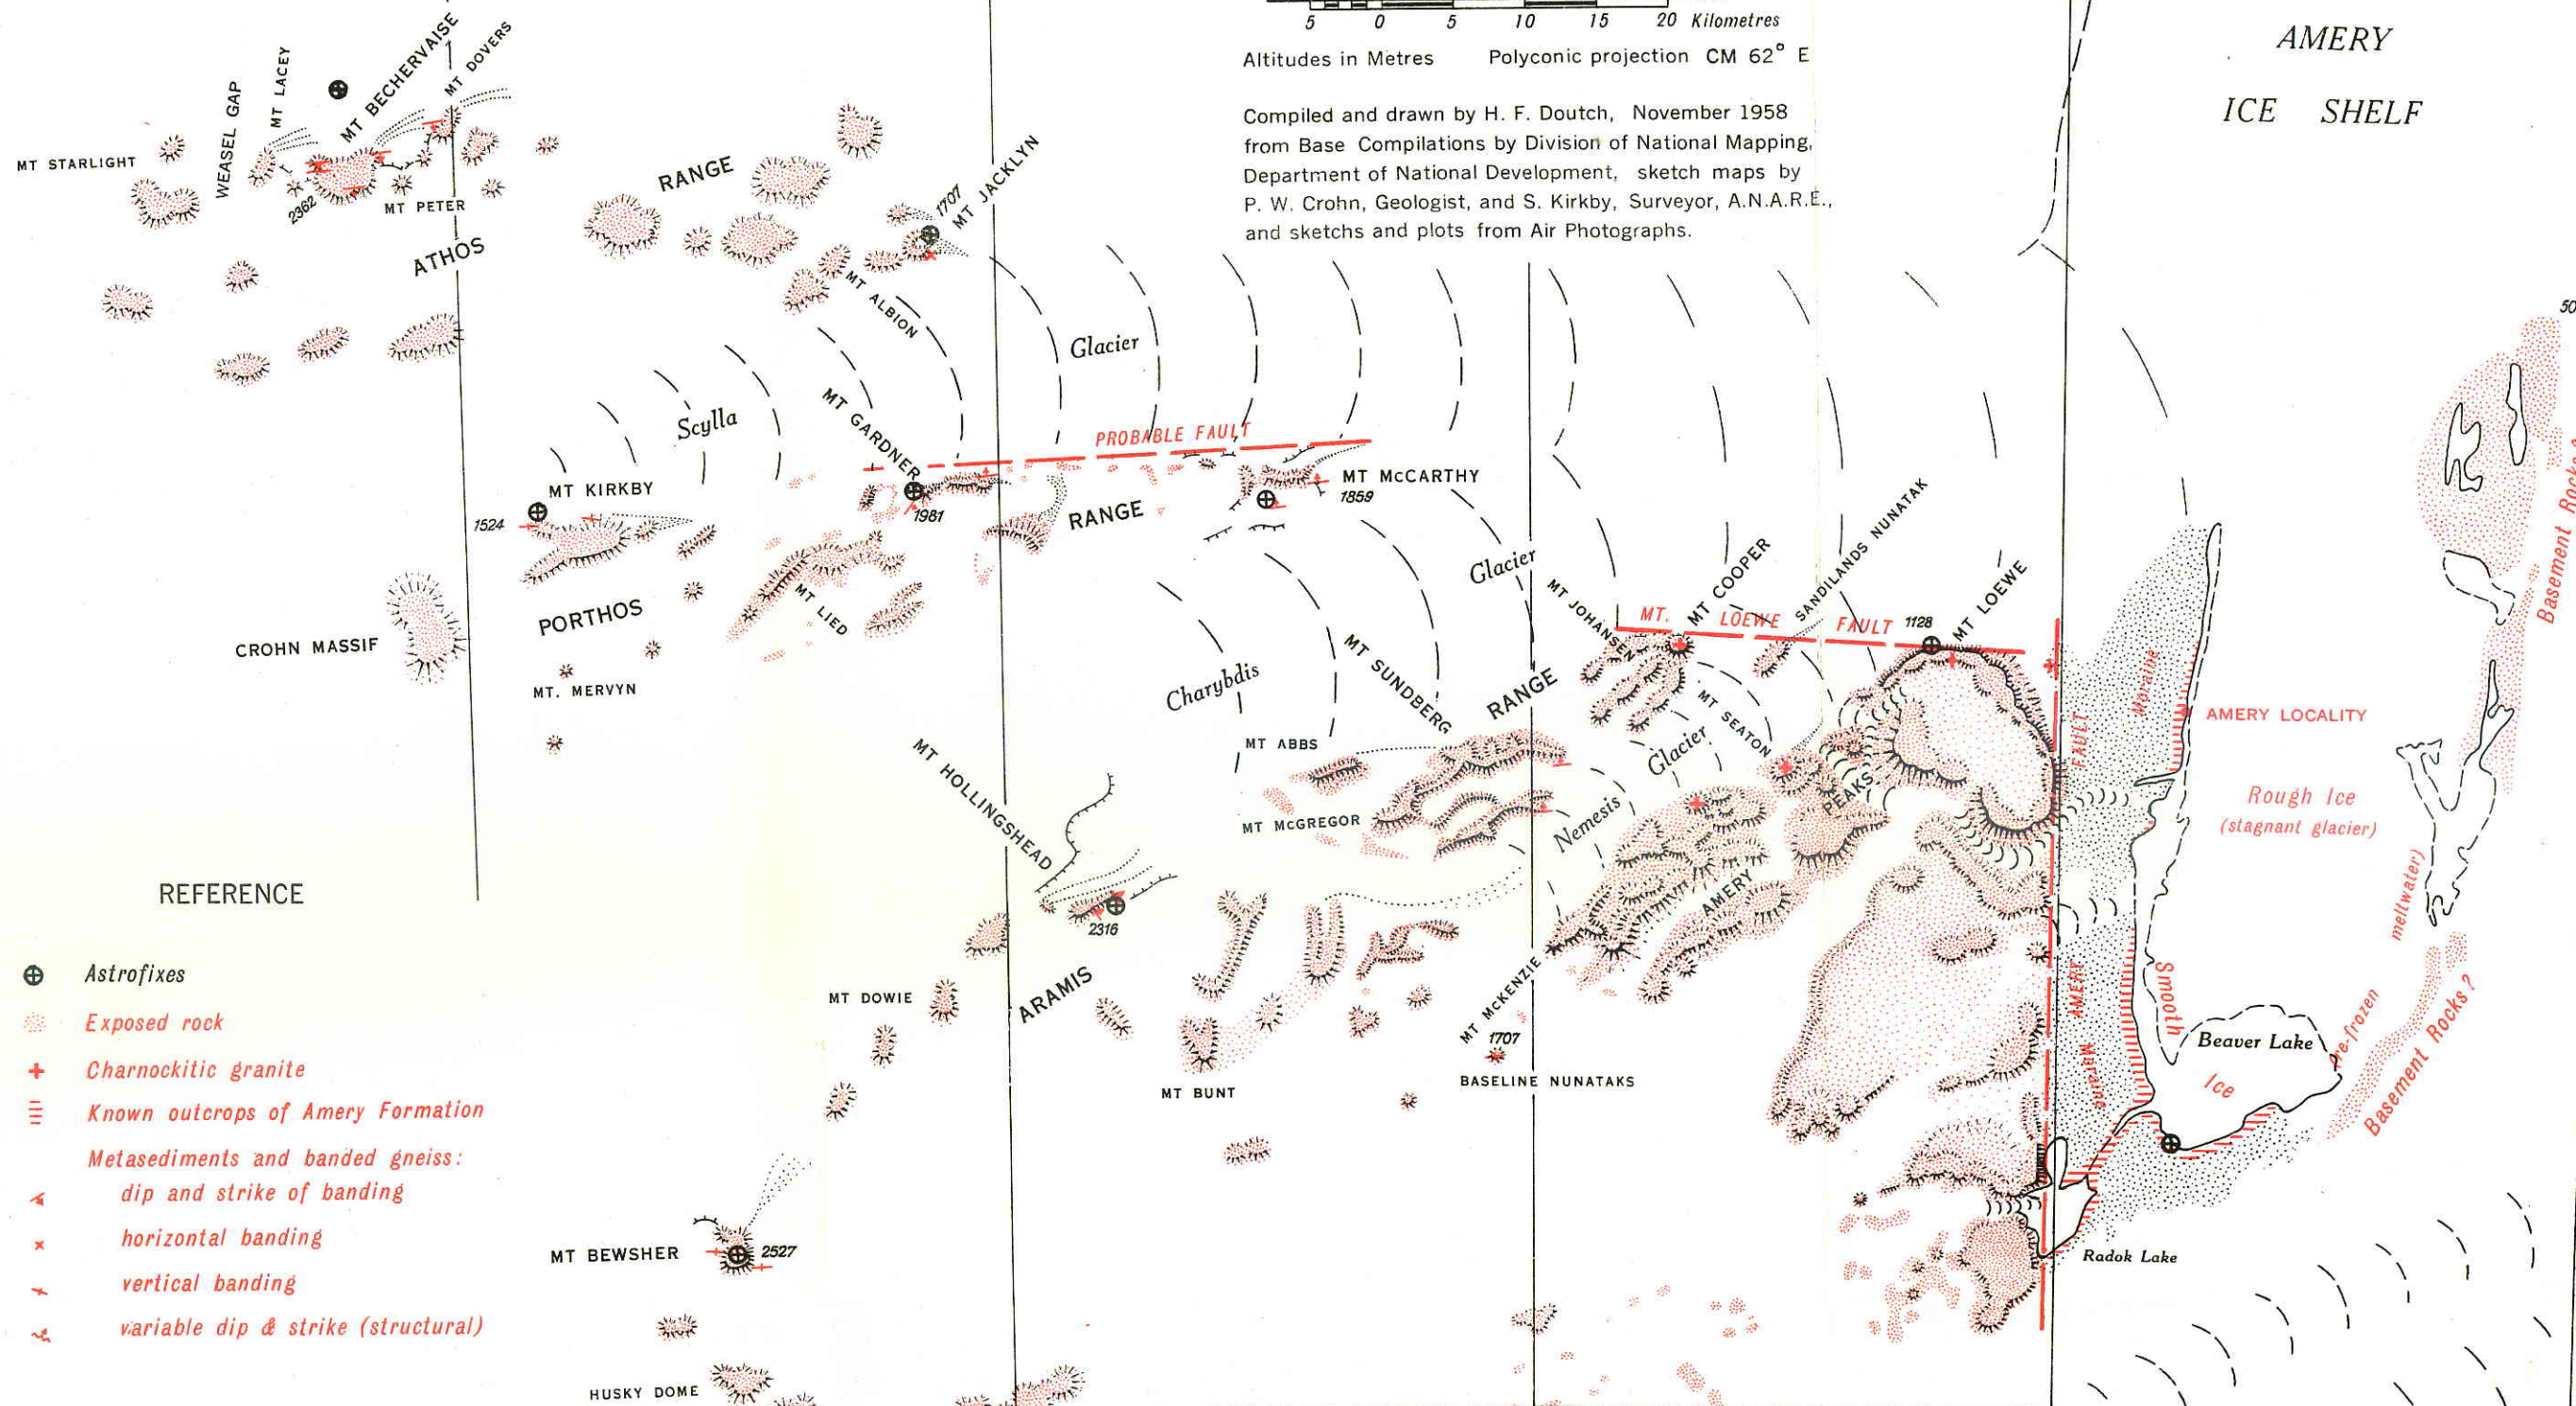 5 0 5 10 15 20 Kilometres
Altitudes in Metres Polyconic projection CM 62° E
Compiled and drawn by H. F. Doutch, November 1958
from Base Compilations by Division of National Mapping,
Department of National Development, sketch maps by
P. W. Crohn, Geologist, and S. Kirkby, Surveyor, A.N.A.R.E.,
and sketchs and plots from Air Photographs.
AMERY
ICE SHELF
MT STARLIGHT
WEASEL GAP
MT LACEY
MT BECHERVAISE
MT DOVERS
2362
MT PETER
ATHOS
RANGE
1707
MT JACKLYN
MT ALBION
Scylla
Glacier
MT GARDNER
PROBABLE FAULT
MT KIRKBY
1524
1981
RANGE
MT McCARTHY
1859
MT LIED
PORTHOS
CROHN MASSIF
MT. MERVYN
Charybdis
Glacier
MT JOHANSEN
MT COOPER
SANDILANDS NUNATAK
MT. LOEWE FAULT
1128
MT LOEWE
MT SUNDBERG
RANGE
MT SEATON
Glacier
Nemesis
MT ABBS
MT McGREGOR
PEAKS
AMERY
MT HOLLINGSHEAD
2316
ARAMIS
MT DOWIE
MT BUNT
MT McKENZIE
1707
BASELINE NUNATAKS
MT BEWSHER
2527
HUSKY DOME
50
Basement Rocks
Moraine
FAULT
AMERY LOCALITY
Rough Ice
(stagnant glacier)
meltwater)
AMERY
Moraine
Smooth
Ice
Beaver Lake
Basement Rocks?
Radok Lake
REFERENCE
Astrofixes
Exposed rock
Charnockitic granite
Known outcrops of Amery Formation
Metasediments and banded gneiss:
dip and strike of banding
horizontal banding
vertical banding
variable dip & strike (structural)